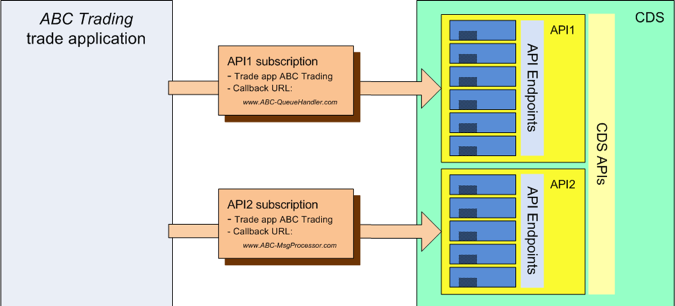 ABC Trading
trade application
API1 subscription
- Trade app ABC Trading
- Callback URL:
www.ABC-QueueHandler.com
API2 subscription
- Trade app ABC Trading
- Callback URL:
www.ABC-MsgProcessor.com
CDS
API1
API Endpoints
API2
API Endpoints
CDS APIs